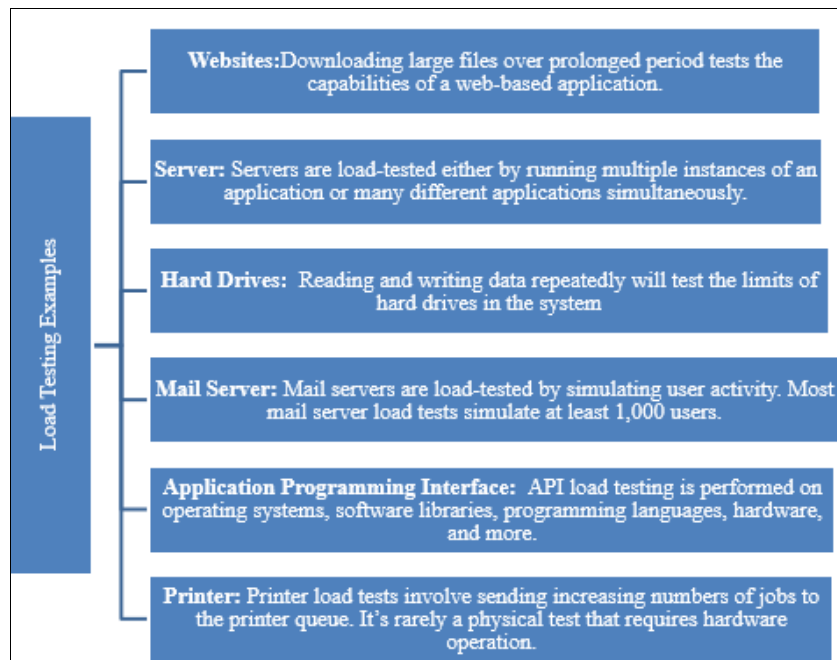 Load Testing Examples
Websites:Downloading large files over prolonged period tests the
capabilities of a web-based application.
Server: Servers are load-tested either by running multiple instances of an
application or many different applications simultaneously.
Hard Drives:  Reading and writing data repeatedly will test the limits of
hard drives in the system
Mail Server: Mail servers are load-tested by simulating user activity. Most
mail server load tests simulate at least 1,000 users.
Application Programming Interface:  API load testing is performed on
operating systems, software libraries, programming languages, hardware,
and more.
Printer: Printer load tests involve sending increasing numbers of jobs to
the printer queue. It’s rarely a physical test that requires hardware
operation.